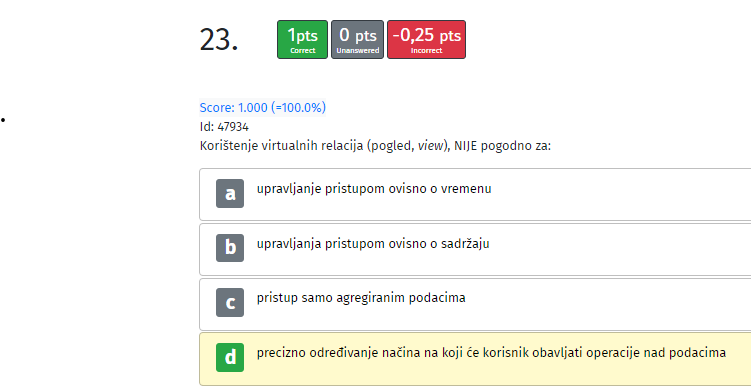 23.
1pts
Correct
0 pts
Unanswered
-0,25 pts
Incorrect
Score: 1.000 (=100.0%)
Id: 47934
Korištenje virtualnih relacija (pogled, view), NIJE pogodno za:
a upravljanje pristupom ovisno o vremenu
b upravljanja pristupom ovisno o sadržaju
c pristup samo agregiranim podacima
d precizno određivanje načina na koji će korisnik obavljati operacije nad podacima